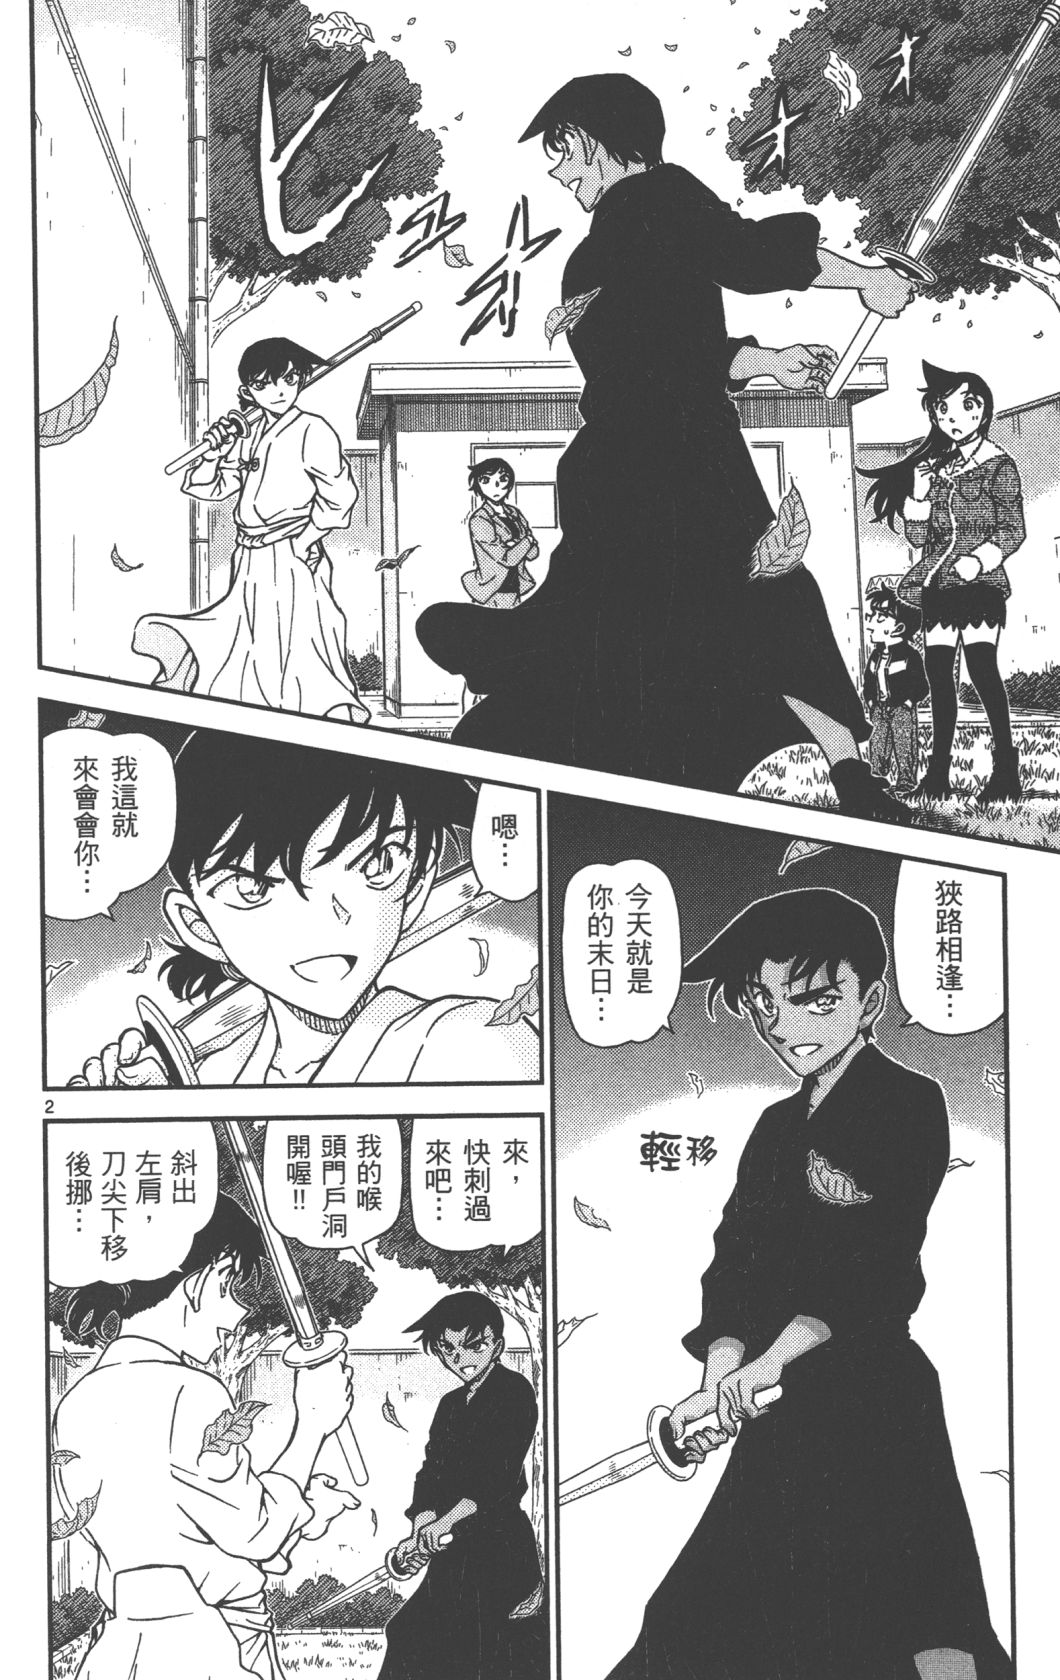 ヒュオオオ
狹路相逢…
今天就是
你的末日…
輕移
嗯…
我這就
來會會你…
2
來，
快刺過
來吧…
我的喉
頭門戶洞
開喔!!
斜出
左肩，
刀尖下移
後挪…